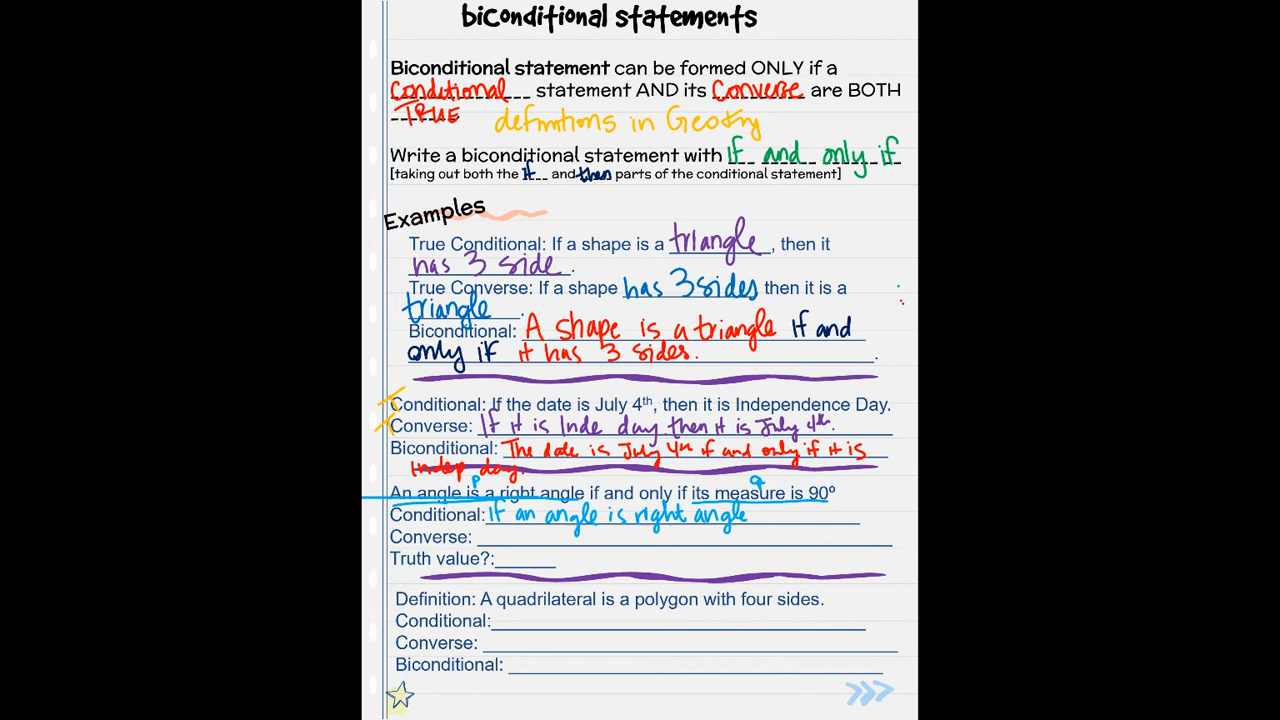 biconditional statements
Biconditional statement can be formed ONLY if a
Conditional statement AND its Converse are BOTH
TRUE definitions in Geotry
Write a biconditional statement with If and only if
[taking out both the If and then parts of the conditional statement]
Examples
True Conditional: If a shape is a triangle, then it
has 3 side.
True Converse: If a shape has 3 sides then it is a
triangle.
Biconditional: A shape is a triangle If and
only if it has 3 sides.
T Conditional: If the date is July 4th, then it is Independence Day.
T Converse: If it is Inde day then it is July 4th.
Biconditional: The date is July 4th if and only if it is
Indep day.
p q
An angle is a right angle if and only if its measure is 90º
Conditional: If an angle is right angle
Converse:
Truth value?:
Definition: A quadrilateral is a polygon with four sides.
Conditional:
Converse:
Biconditional: